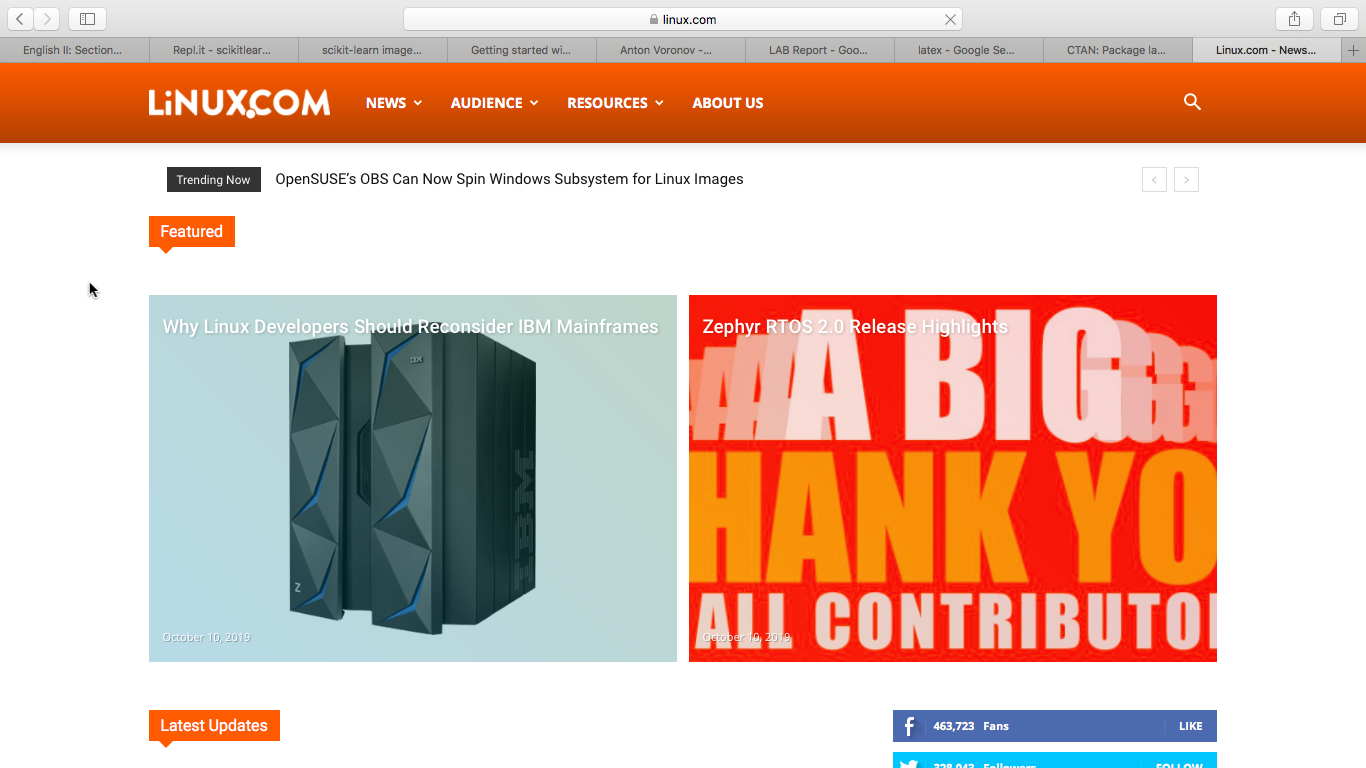 linux.com
English II: Section...
Repl.it - scikitlear...
scikit-learn image...
Getting started wi...
Anton Voronov -...
LAB Report - Goo...
latex - Google Se...
CTAN: Package la...
Linux.com - News...
LiNUX.COM
NEWS
AUDIENCE
RESOURCES
ABOUT US
Trending Now
OpenSUSE’s OBS Can Now Spin Windows Subsystem for Linux Images
Featured
Why Linux Developers Should Reconsider IBM Mainframes
IBM
IBM
Z
October 10, 2019
Zephyr RTOS 2.0 Release Highlights
A BIG
THANK YO
ALL CONTRIBUTO
October 10, 2019
Latest Updates
463,723 Fans
LIKE
328,043 Followers
FOLLOW